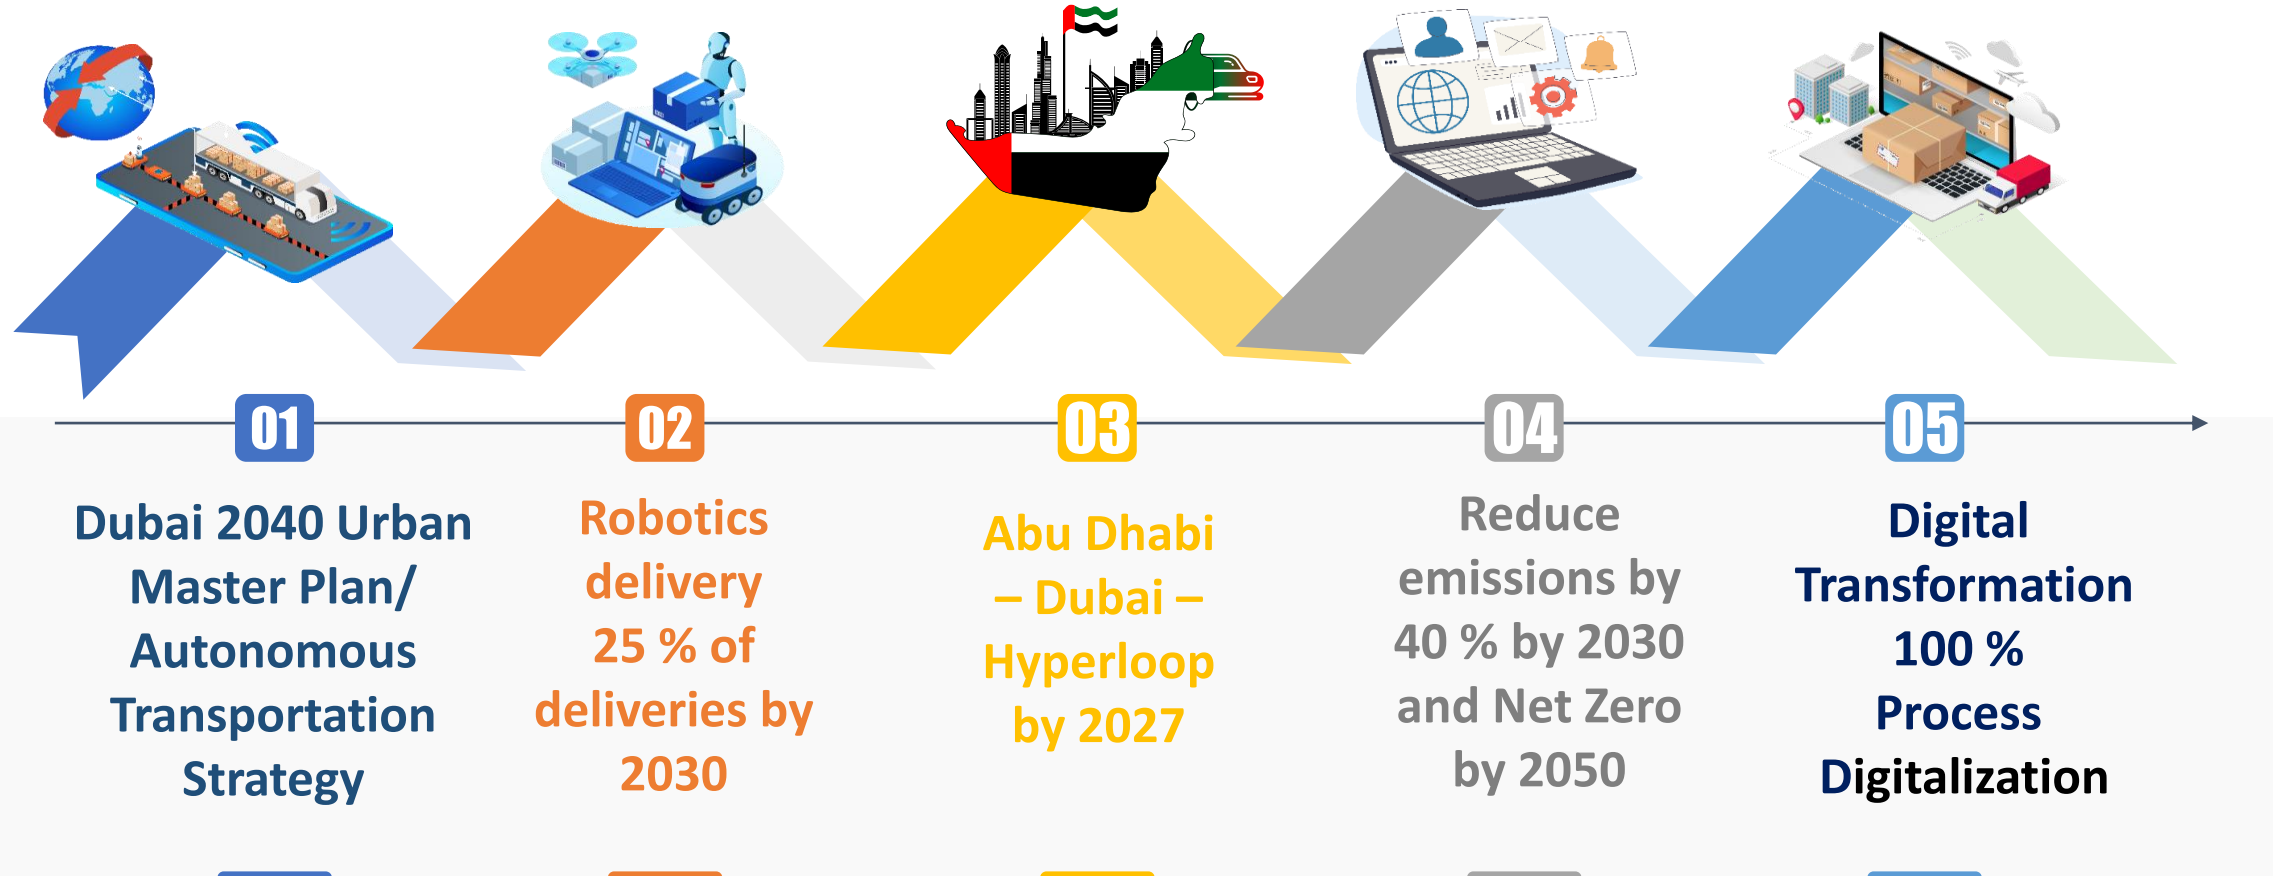 01
Dubai 2040 Urban
Master Plan/
Autonomous
Transportation
Strategy
02
Robotics
delivery
25 % of
deliveries by
2030
03
Abu Dhabi
– Dubai –
Hyperloop
by 2027
04
Reduce
emissions by
40 % by 2030
and Net Zero
by 2050
05
Digital
Transformation
100 %
Process
Digitalization